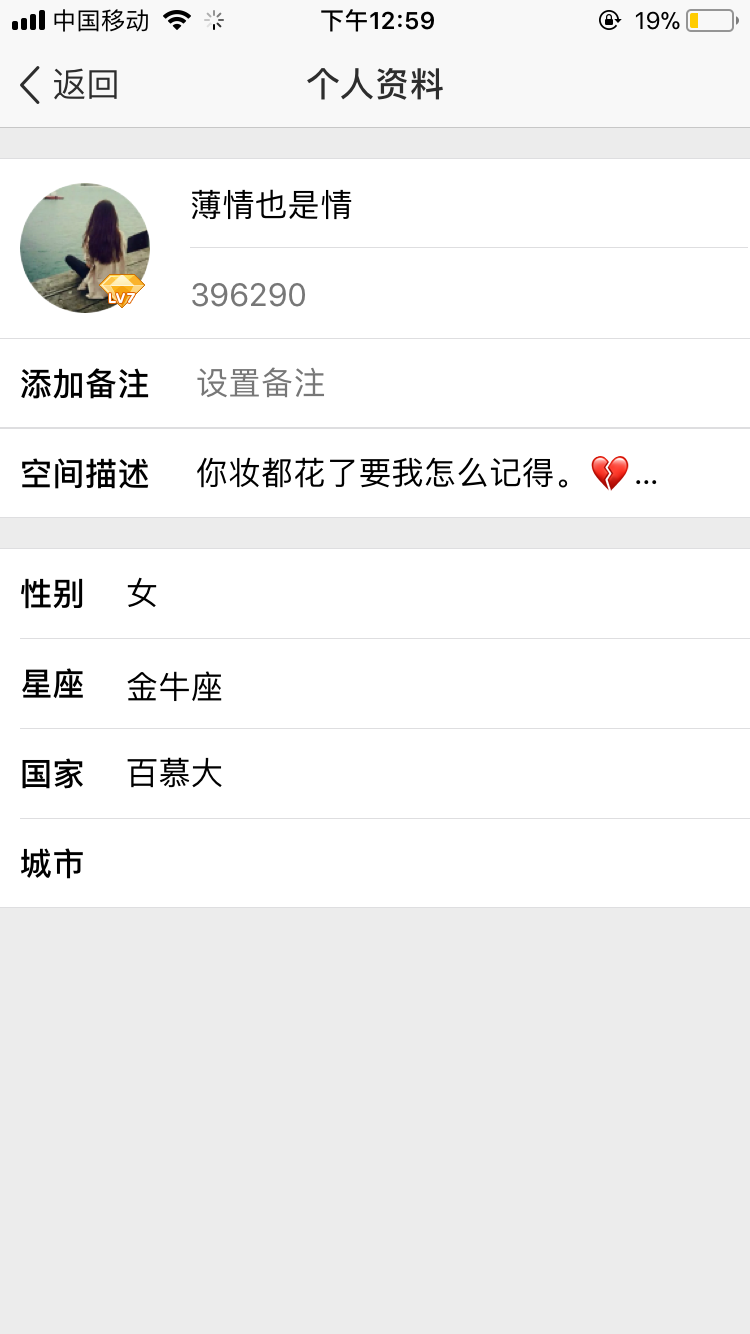 中国移动 下午12:59 19%
返回 个人资料
薄情也是情
LV7
396290
添加备注 设置备注
空间描述 你妆都花了要我怎么记得。💔...
性别 女
星座 金牛座
国家 百慕大
城市